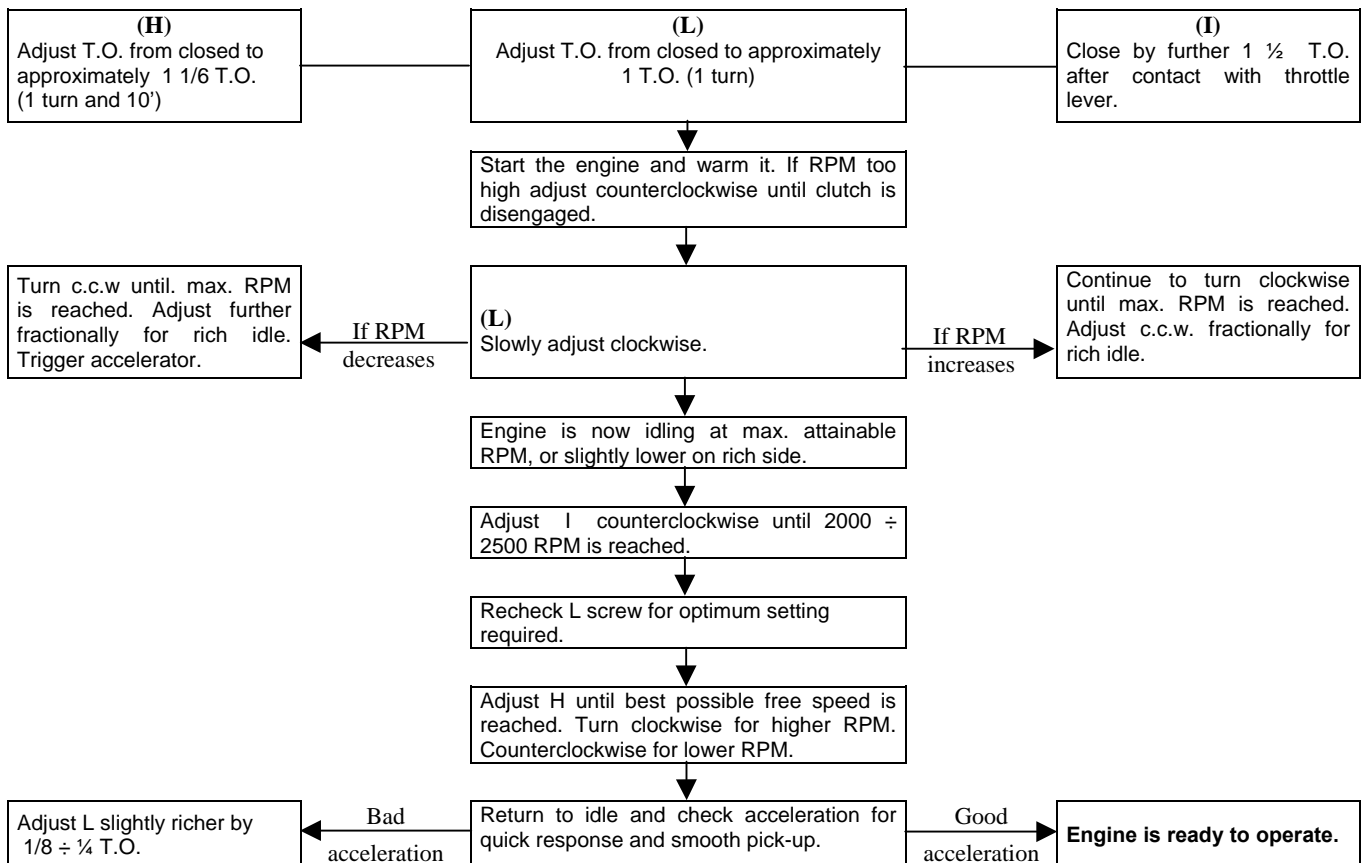 (H)
Adjust T.O. from closed to
approximately 1 1/6 T.O.
(1 turn and 10')
(L)
Adjust T.O. from closed to approximately
1 T.O. (1 turn)
(I)
Close by further 1 ½ T.O.
after contact with throttle
lever.
Start the engine and warm it. If RPM too
high adjust counterclockwise until clutch is
disengaged.
Turn c.c.w until. max. RPM
is reached. Adjust further
fractionally for rich idle.
Trigger accelerator.
If RPM
decreases
(L)
Slowly adjust clockwise.
If RPM
increases
Continue to turn clockwise
until max. RPM is reached.
Adjust c.c.w. fractionally for
rich idle.
Engine is now idling at max. attainable
RPM, or slightly lower on rich side.
Adjust I counterclockwise until 2000 ÷
2500 RPM is reached.
Recheck L screw for optimum setting
required.
Adjust H until best possible free speed is
reached. Turn clockwise for higher RPM.
Counterclockwise for lower RPM.
Adjust L slightly richer by
1/8 ÷ ¼ T.O.
Bad
acceleration
Return to idle and check acceleration for
quick response and smooth pick-up.
Good
acceleration
Engine is ready to operate.